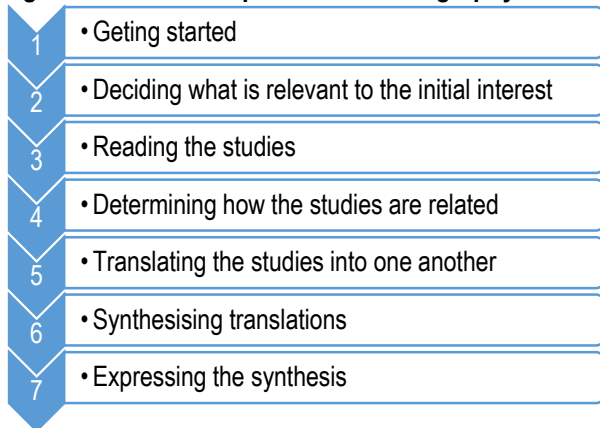 1
• Geting started
2
• Deciding what is relevant to the initial interest
3
• Reading the studies
4
• Determining how the studies are related
5
• Translating the studies into one another
6
• Synthesising translations
7
• Expressing the synthesis